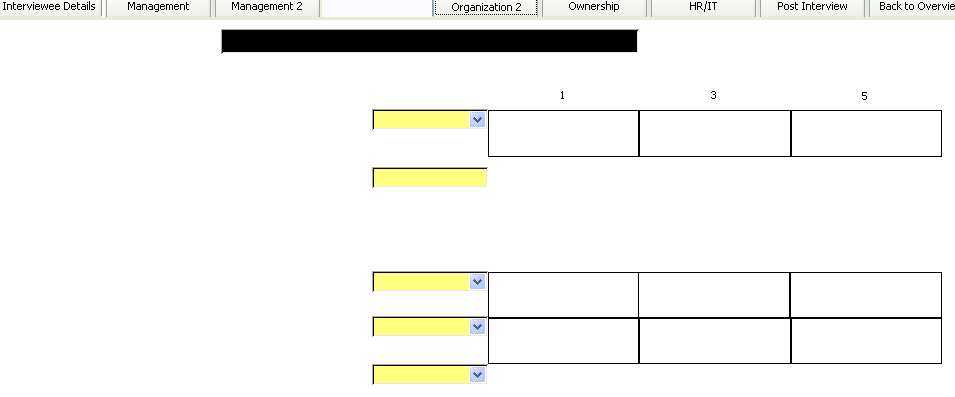 Interviewee Details Management Management 2 Organization 2 Ownership HR/IT Post Interview Back to Overvie
1 3 5